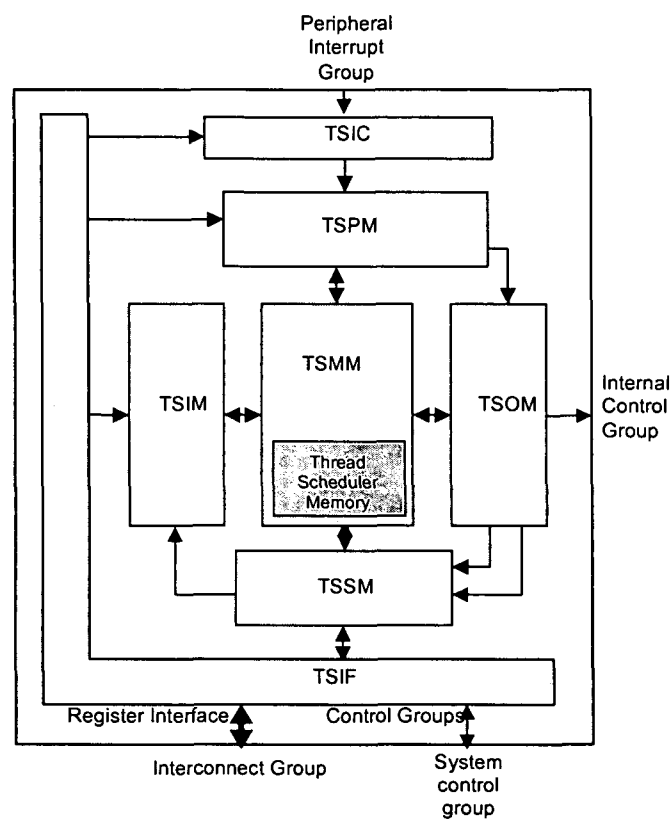 Peripheral
Interrupt
Group
TSIC
TSPM
TSIM
TSMM
TSOM
Internal
Control
Group
Thread
Scheduler
Memory
TSSM
TSIF
Register Interface
Control Groups
Interconnect Group
System
control
group